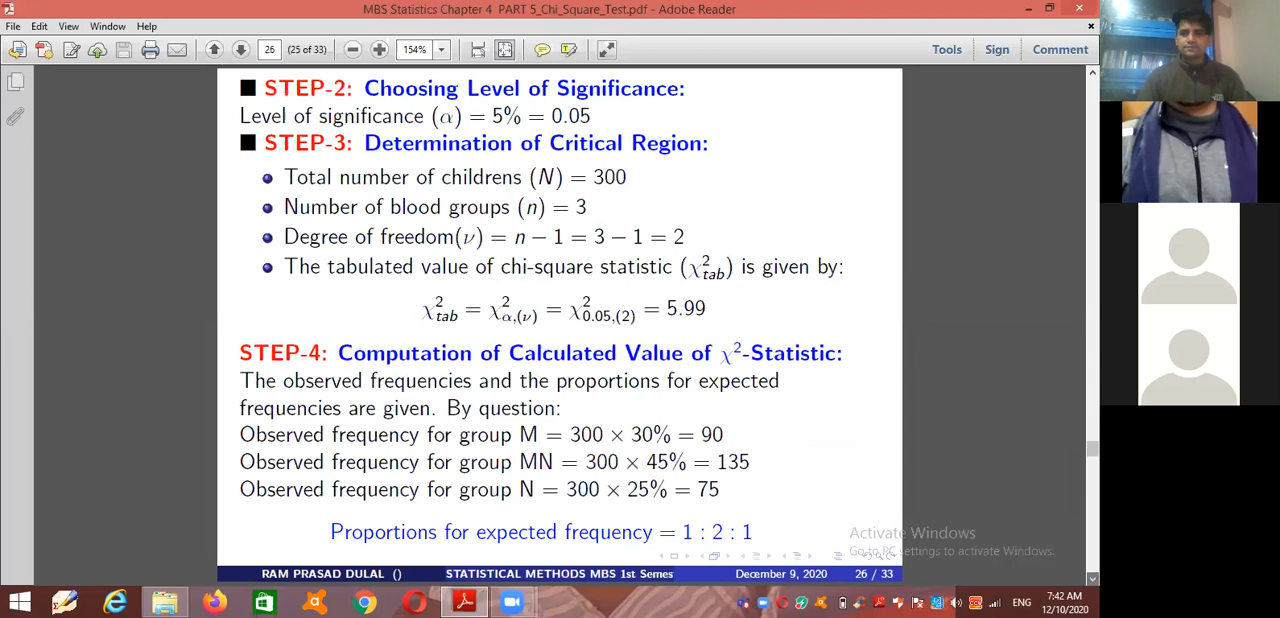 MBS Statistics Chapter 4 PART 5_Chi_Square_Test.pdf - Adobe Reader
File Edit View Window Help
26 (25 of 33) 154% Tools Sign Comment
STEP-2: Choosing Level of Significance:
Level of significance (α) = 5% = 0.05
STEP-3: Determination of Critical Region:
Total number of childrens (N) = 300
Number of blood groups (n) = 3
Degree of freedom(ν) = n − 1 = 3 − 1 = 2
The tabulated value of chi-square statistic (χ²tab) is given by:
χ²tab = χ²α,(ν) = χ²0.05,(2) = 5.99
STEP-4: Computation of Calculated Value of χ²-Statistic:
The observed frequencies and the proportions for expected
frequencies are given. By question:
Observed frequency for group M = 300 × 30% = 90
Observed frequency for group MN = 300 × 45% = 135
Observed frequency for group N = 300 × 25% = 75
Proportions for expected frequency = 1 : 2 : 1
Activate Windows
Go to PC settings to activate Windows.
RAM PRASAD DULAL () STATISTICAL METHODS MBS 1st Semes December 9, 2020 26 / 33
ENG
7:42 AM
12/10/2020